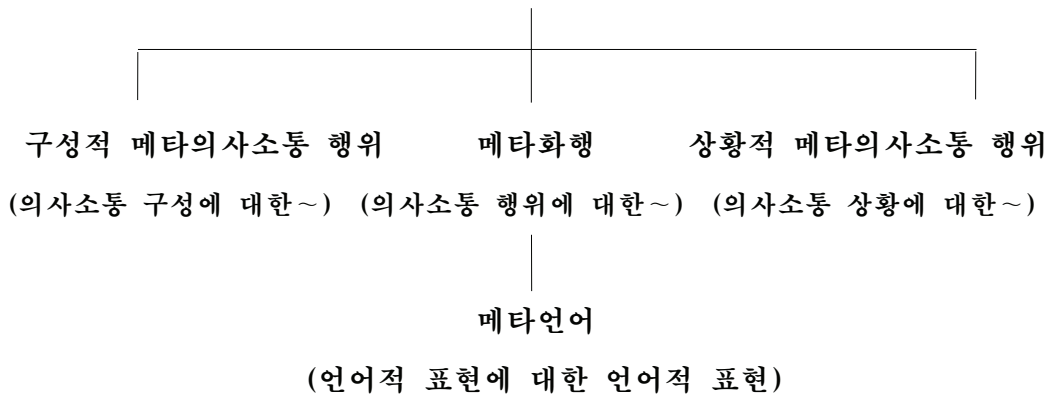 구성적 메타의사소통 행위 메타화행 상황적 메타의사소통 행위
(의사소통 구성에 대한~) (의사소통 행위에 대한~) (의사소통 상황에 대한~)
메타언어
(언어적 표현에 대한 언어적 표현)